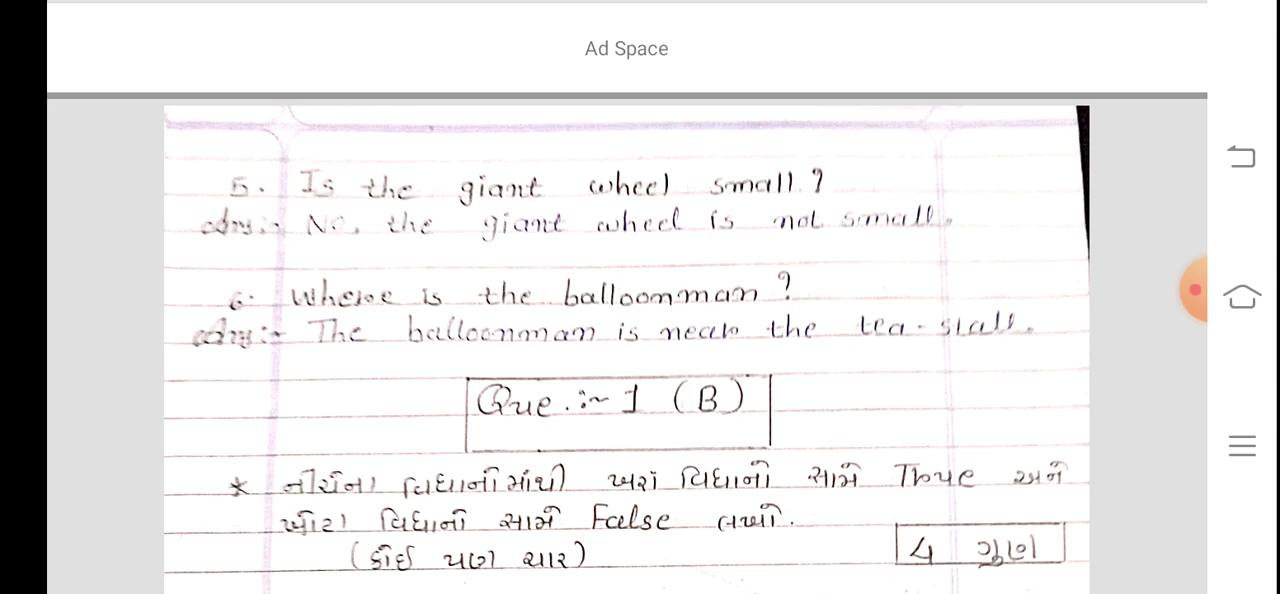 Ad Space
5. Is the giant wheel small?
Ans:- No, the giant wheel is not small.
6. Where is the balloonman?
Ans:- The balloonman is near the tea-stall.
Que.:- 1 (B)
* નીચેના વિધાનોમાંથી ખરાં વિધાનો સામે True અને
ખોટા વિધાનો સામે False લખો.
(કોઈ પણ ચાર)
4 ગુણ